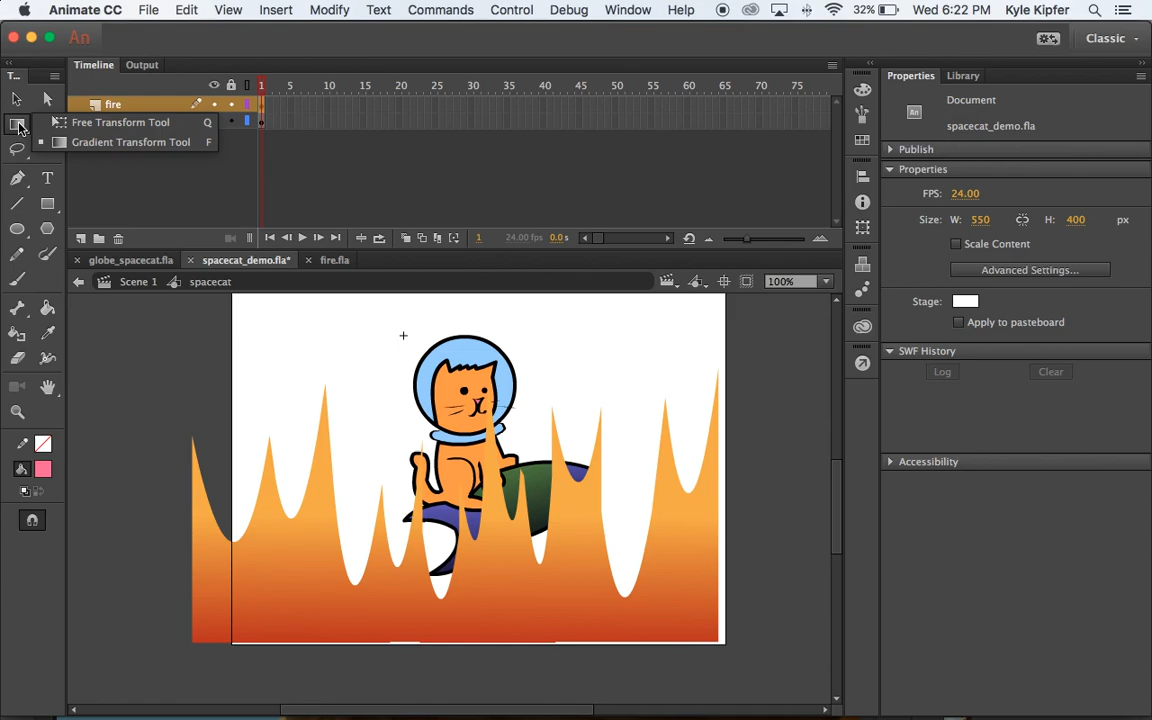 Animate CC File Edit View Insert Modify Text Commands Control Debug Window Help 32% Wed 6:22 PM Kyle Kipfer
An Classic
T... Timeline Output Properties Library
1 5 10 15 20 25 30 35 40 45 50 55 60 65 70 75
fire
Document
Free Transform Tool Q
spacecat_demo.fla
Gradient Transform Tool F
Publish
Properties
T
FPS: 24.00
Size: W: 550 H: 400 px
1 24.00 fps 0.0 s
Scale Content
globe_spacecat.fla spacecat_demo.fla* fire.fla
Advanced Settings...
Scene 1 spacecat 100%
Stage:
Apply to pasteboard
SWF History
Log Clear
Accessibility